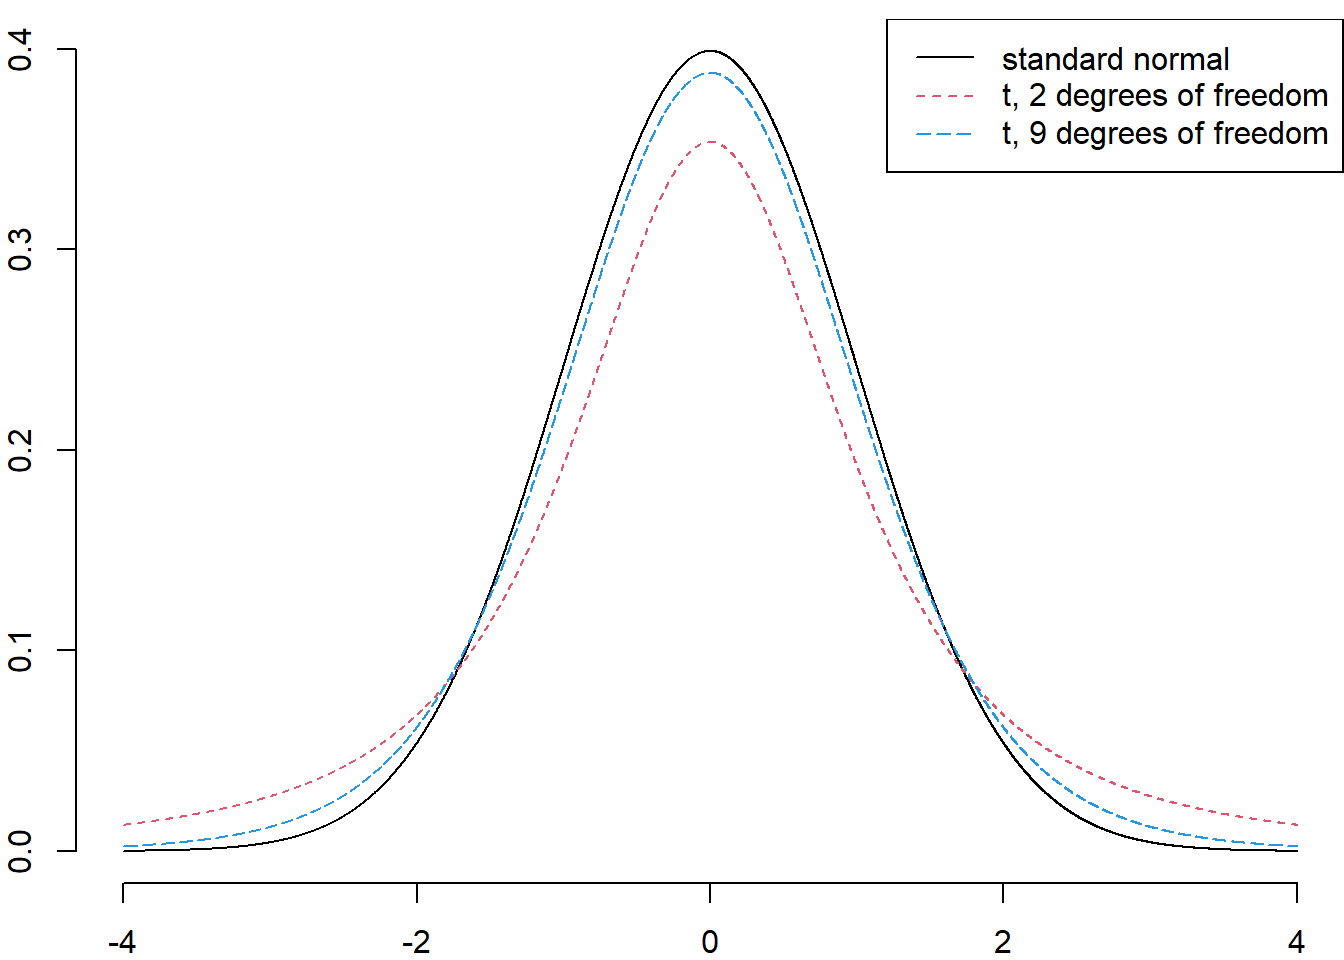 standard normal
t, 2 degrees of freedom
t, 9 degrees of freedom
0.4
0.3
0.2
0.1
0.0
-4 -2 0 2 4